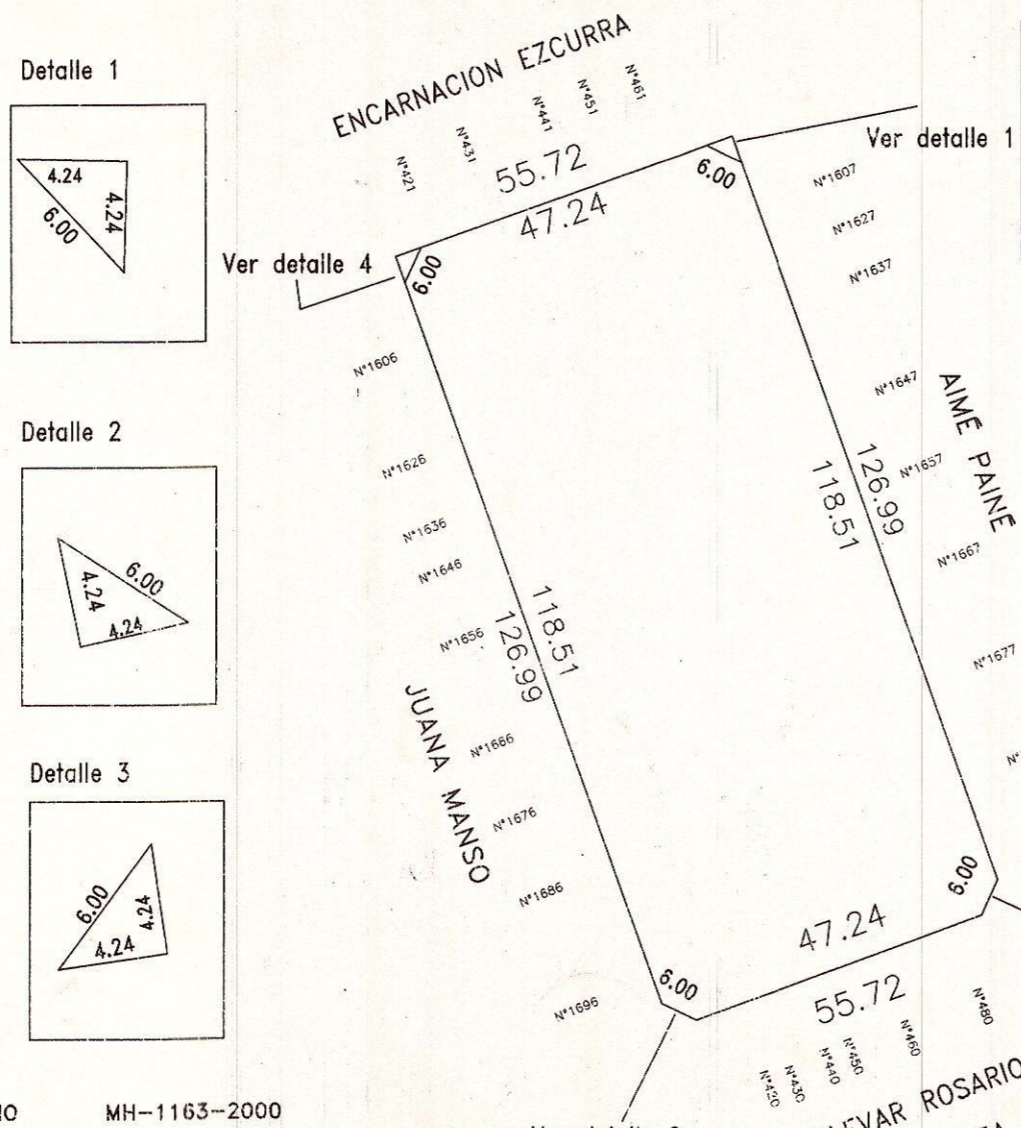 Detalle 1
4.24
4.24
6.00
Detalle 2
6.00
4.24
4.24
Detalle 3
6.00
4.24
4.24
MH-1163-2000
ENCARNACION EZCURRA
N°421
N°431
N°441
N°451
N°461
55.72
47.24
6.00
Ver detalle 1
Ver detalle 4
6.00
N°1606
N°1626
N°1636
N°1646
N°1656
N°1666
N°1676
N°1686
N°1696
118.51
126.99
JUANA MANSO
N°1607
N°1627
N°1637
N°1647
N°1657
N°1667
N°1677
AIMÉ PAINÉ
126.99
118.51
6.00
6.00
47.24
55.72
N°420
N°430
N°440
N°450
N°460
N°480
ROSARIO